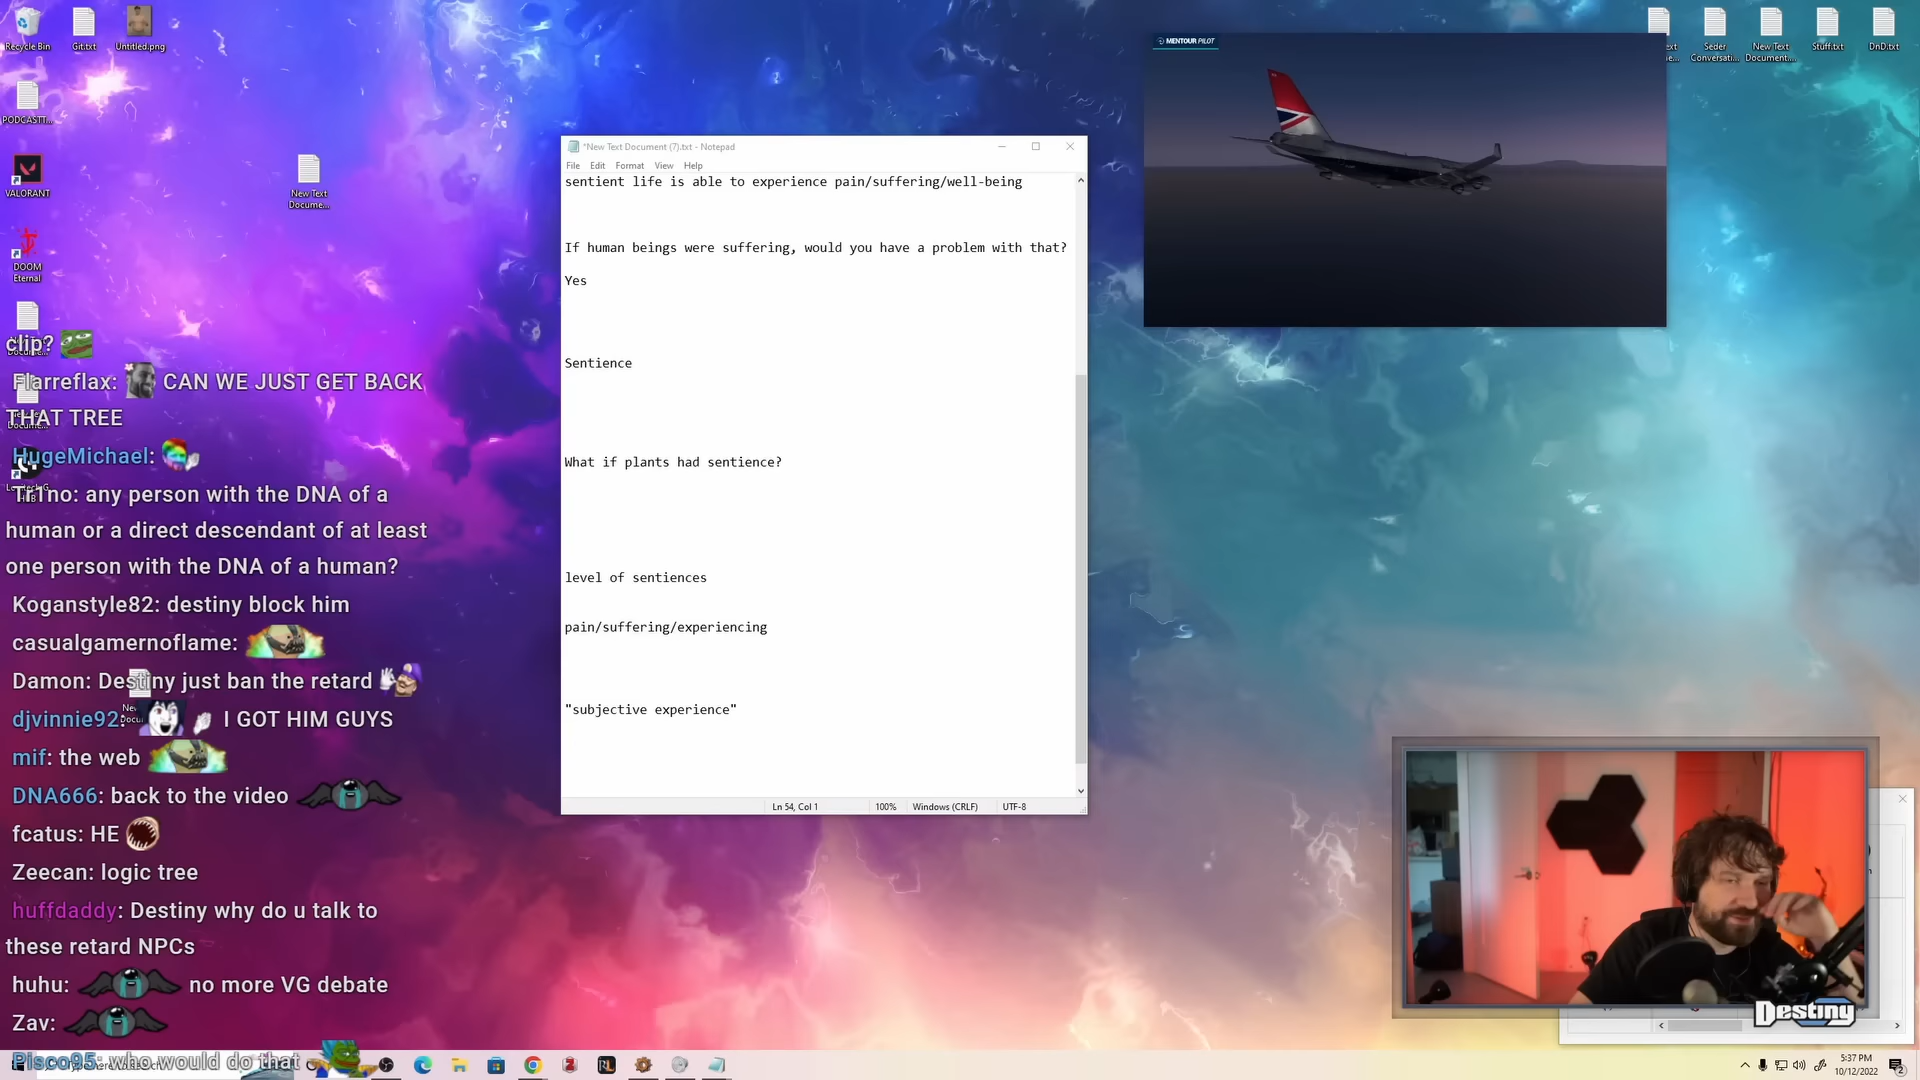 Recycle Bin
Git.txt
Untitled.png
PODCASTT...
VALORANT
New Text
Docume...
DOOM
Eternal
clip?
Flarreflax: CAN WE JUST GET BACK
THAT TREE
HugeMichael:
Tr1no: any person with the DNA of a
human or a direct descendant of at least
one person with the DNA of a human?
Koganstyle82: destiny block him
casualgamernoflame:
Damon: Destiny just ban the retard
djvinnie92: I GOT HIM GUYS
mif: the web
DNA666: back to the video
fcatus: HE
Zeecan: logic tree
huffdaddy: Destiny why do u talk to
these retard NPCs
huhu: no more VG debate
Zav:
Pisco95: who would do that
*New Text Document (7).txt - Notepad
File Edit Format View Help
sentient life is able to experience pain/suffering/well-being
If human beings were suffering, would you have a problem with that?
Yes
Sentience
What if plants had sentience?
level of sentiences
pain/suffering/experiencing
"subjective experience"
Ln 54, Col 1
100%
Windows (CRLF)
UTF-8
MENTOUR PILOT
Seder
Conversati...
New Text
Document....
Stuff.txt
DnD.txt
Destiny
5:37 PM
10/12/2022